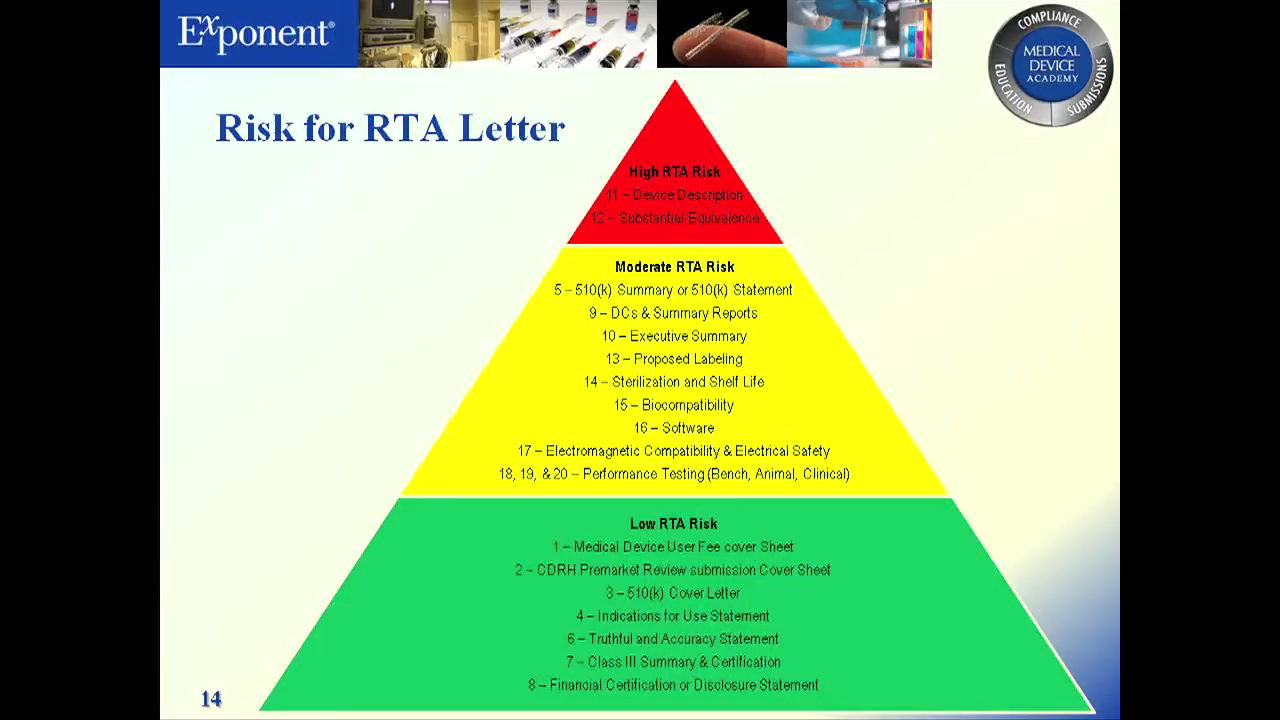 Exponent®
COMPLIANCE
EDUCATION
SUBMISSIONS
MEDICAL
DEVICE
ACADEMY
Risk for RTA Letter
High RTA Risk
11 – Device Description
12 – Substantial Equivalence
Moderate RTA Risk
5 – 510(k) Summary or 510(k) Statement
9 – DCs & Summary Reports
10 – Executive Summary
13 – Proposed Labeling
14 – Sterilization and Shelf Life
15 – Biocompatibility
16 – Software
17 – Electromagnetic Compatibility & Electrical Safety
18, 19, & 20 – Performance Testing (Bench, Animal, Clinical)
Low RTA Risk
1 – Medical Device User Fee cover Sheet
2 – CDRH Premarket Review submission Cover Sheet
3 – 510(k) Cover Letter
4 – Indications for Use Statement
6 – Truthful and Accuracy Statement
7 – Class III Summary & Certification
8 – Financial Certification or Disclosure Statement
14